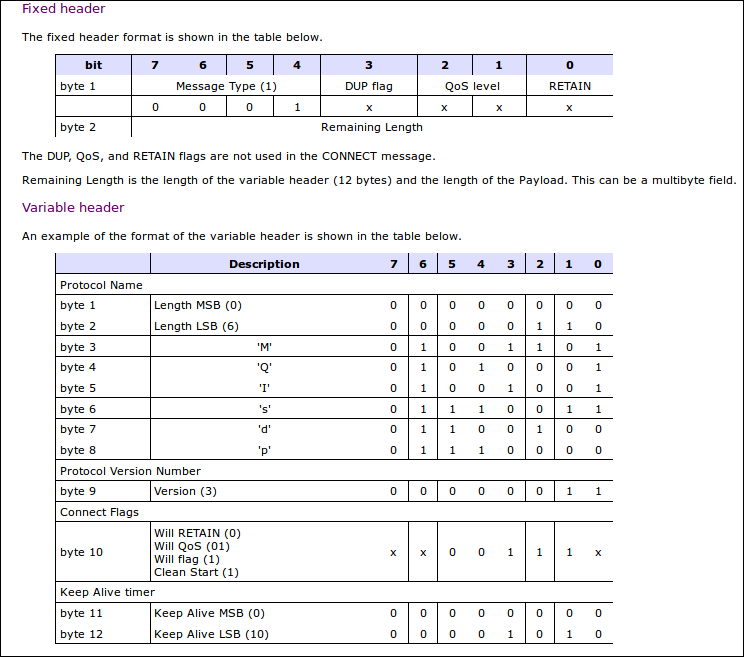 Fixed header
The fixed header format is shown in the table below.
bit 7 6 5 4 3 2 1 0
byte 1 Message Type (1) DUP flag QoS level RETAIN
0 0 0 1 x x x x
byte 2 Remaining Length
The DUP, QoS, and RETAIN flags are not used in the CONNECT message.
Remaining Length is the length of the variable header (12 bytes) and the length of the Payload. This can be a multibyte field.
Variable header
An example of the format of the variable header is shown in the table below.
Description 7 6 5 4 3 2 1 0
Protocol Name
byte 1 Length MSB (0) 0 0 0 0 0 0 0 0
byte 2 Length LSB (6) 0 0 0 0 0 1 1 0
byte 3 'M' 0 1 0 0 1 1 0 1
byte 4 'Q' 0 1 0 1 0 0 0 1
byte 5 'I' 0 1 0 0 1 0 0 1
byte 6 's' 0 1 1 1 0 0 1 1
byte 7 'd' 0 1 1 0 0 1 0 0
byte 8 'p' 0 1 1 1 0 0 0 0
Protocol Version Number
byte 9 Version (3) 0 0 0 0 0 0 1 1
Connect Flags
Will RETAIN (0)
Will QoS (01)
byte 10 x x 0 0 1 1 1 x
Will flag (1)
Clean Start (1)
Keep Alive timer
byte 11 Keep Alive MSB (0) 0 0 0 0 0 0 0 0
byte 12 Keep Alive LSB (10) 0 0 0 0 1 0 1 0